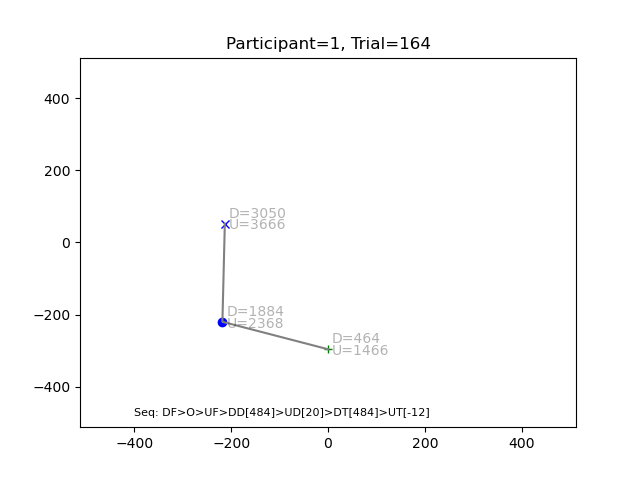 Participant=1, Trial=164
400
200
0
−200
−400
D=3050
U=3666
D=1884
U=2368
D=464
U=1466
Seq: DF>O>UF>DD[484]>UD[20]>DT[484]>UT[-12]
−400
−200
0
200
400